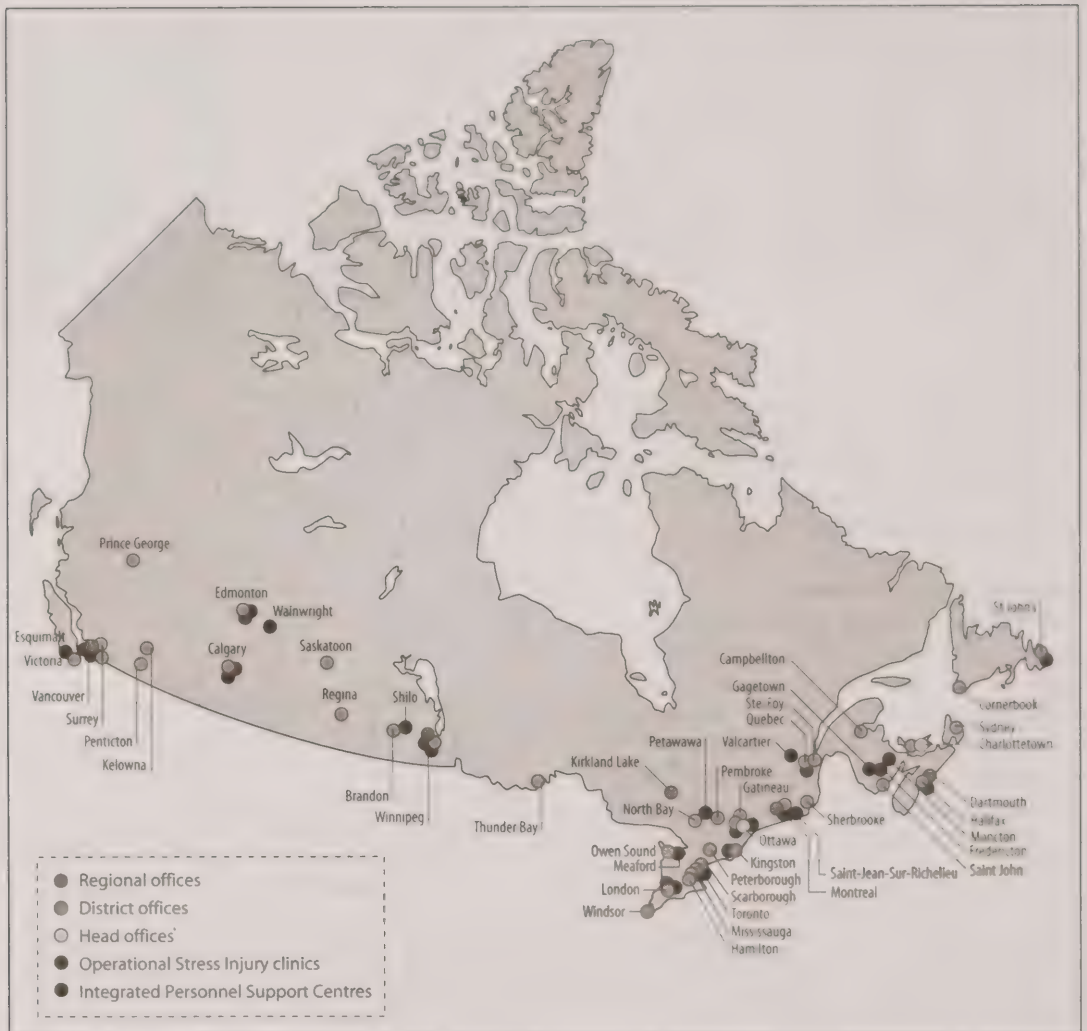 Prince George
Edmonton
Wainwright
Esquimalt
Victoria
Calgary
Saskatoon
Vancouver
Surrey
Regina
Shilo
Penticton
Kelowna
Brandon
Winnipeg
Thunder Bay
Kirkland Lake
North Bay
Petawawa
Pembroke
Gatineau
Valcartier
Campbellton
Gagetown
Ste-Foy
Quebec
St John's
Cornerbrook
Sydney
Charlottetown
Dartmouth
Halifax
Moncton
Fredericton
Saint John
Sherbrooke
Saint-Jean-Sur-Richelieu
Montreal
Ottawa
Kingston
Peterborough
Scarborough
Toronto
Mississauga
Hamilton
Owen Sound
Meaford
London
Windsor
Regional offices
District offices
Head offices*
Operational Stress Injury clinics
Integrated Personnel Support Centres